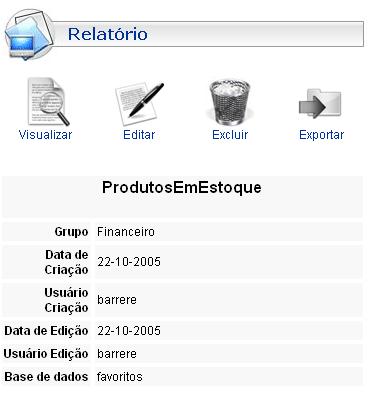 Relatório
Visualizar Editar Excluir Exportar
ProdutosEmEstoque
Grupo Financeiro
Data de
Criação 22-10-2005
Usuário
Criação barrere
Data de Edição 22-10-2005
Usuário Edição barrere
Base de dados favoritos